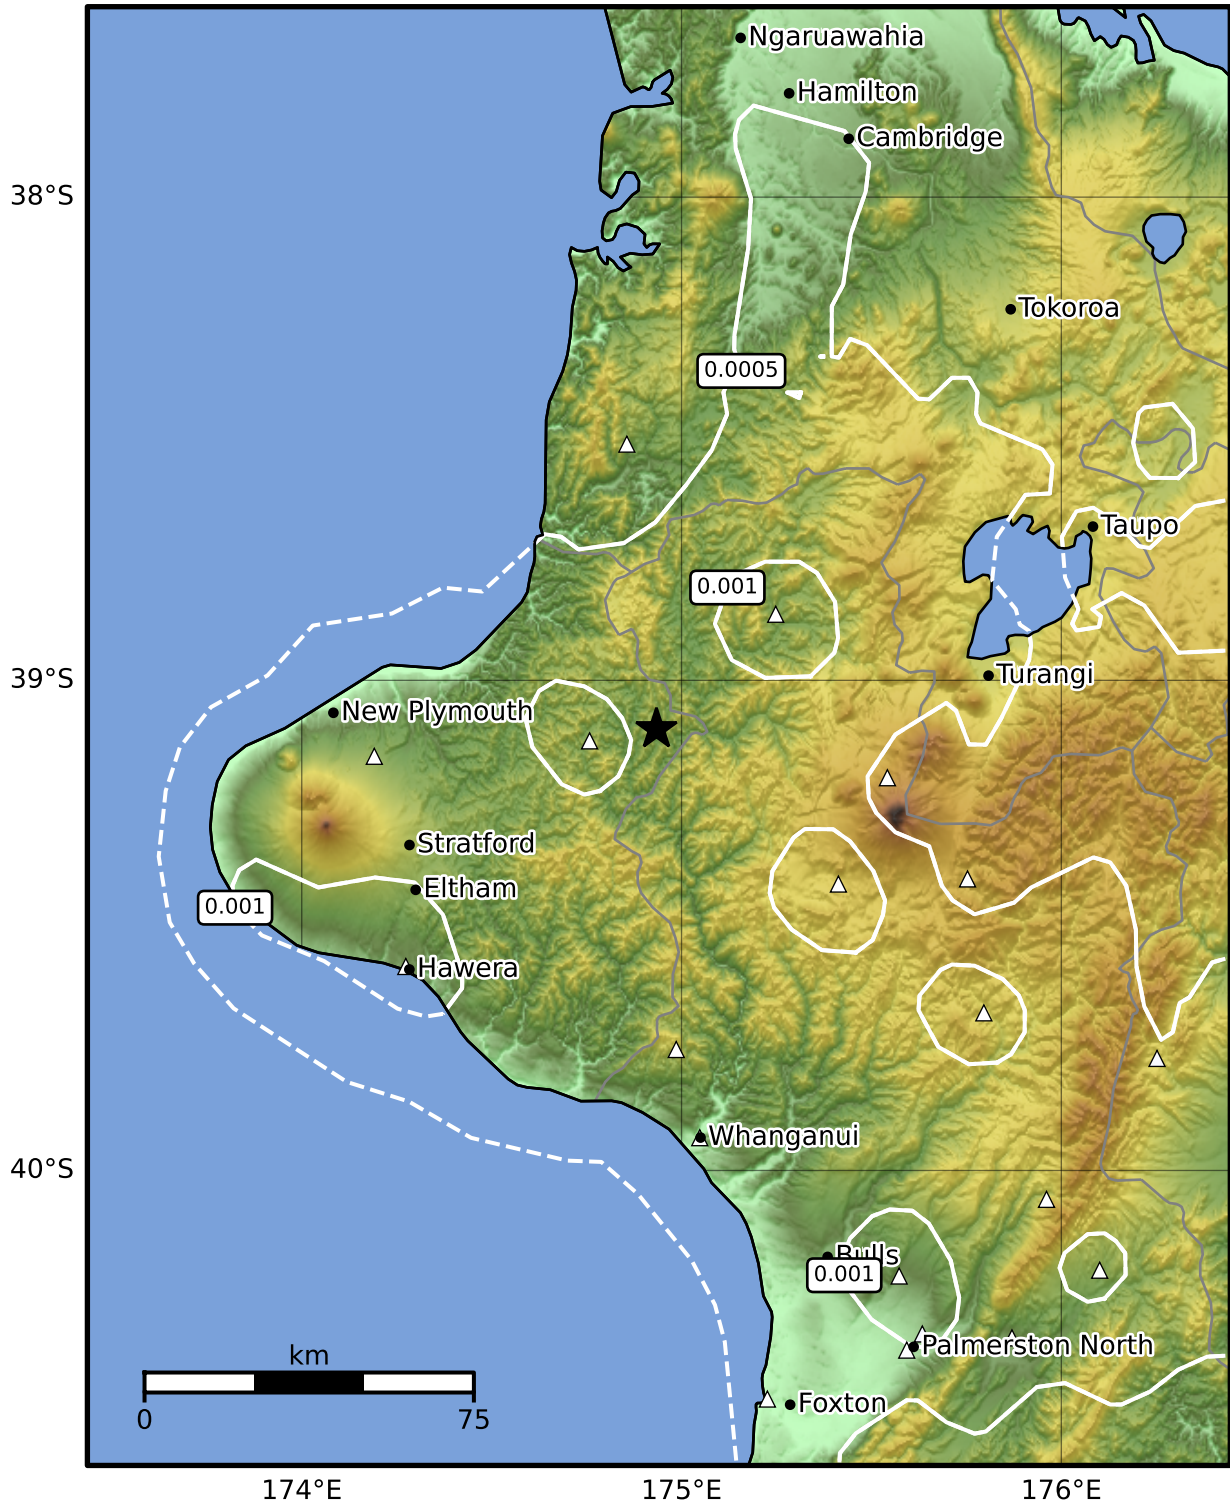 Ngaruawahia
Hamilton
Cambridge
38°S
Tokoroa
0.0005
Taupo
0.001
39°S
Turangi
New Plymouth
Stratford
Eltham
0.001
Hawera
Whanganui
40°S
Bulls
0.001
Palmerston North
km
Foxton
0
75
174°E
175°E
176°E